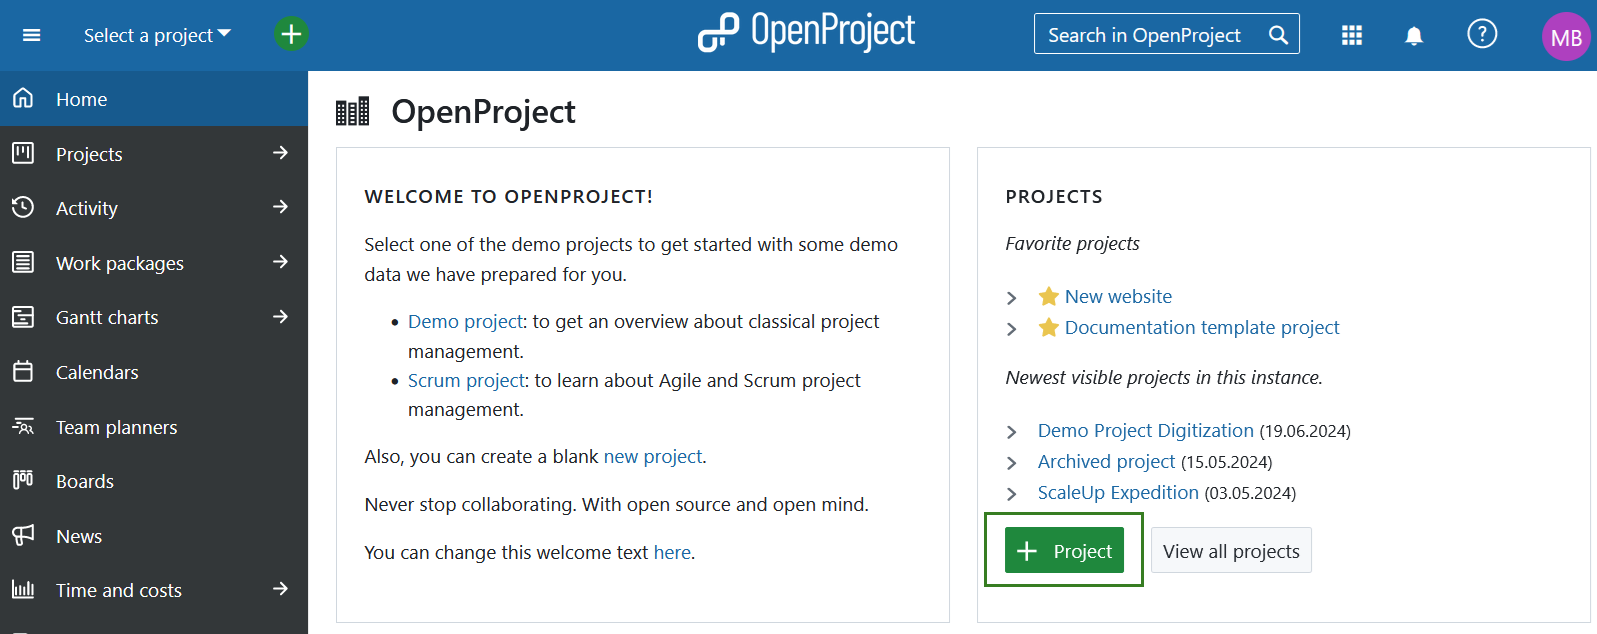 Select a project
OpenProject
Search in OpenProject
?
MB
Home
Projects
Activity
Work packages
Gantt charts
Calendars
Team planners
Boards
News
Time and costs
OpenProject
WELCOME TO OPENPROJECT!
Select one of the demo projects to get started with some demo
data we have prepared for you.
• Demo project: to get an overview about classical project
management.
• Scrum project: to learn about Agile and Scrum project
management.
Also, you can create a blank new project.
Never stop collaborating. With open source and open mind.
You can change this welcome text here.
PROJECTS
Favorite projects
New website
Documentation template project
Newest visible projects in this instance.
Demo Project Digitization (19.06.2024)
Archived project (15.05.2024)
ScaleUp Expedition (03.05.2024)
+ Project
View all projects